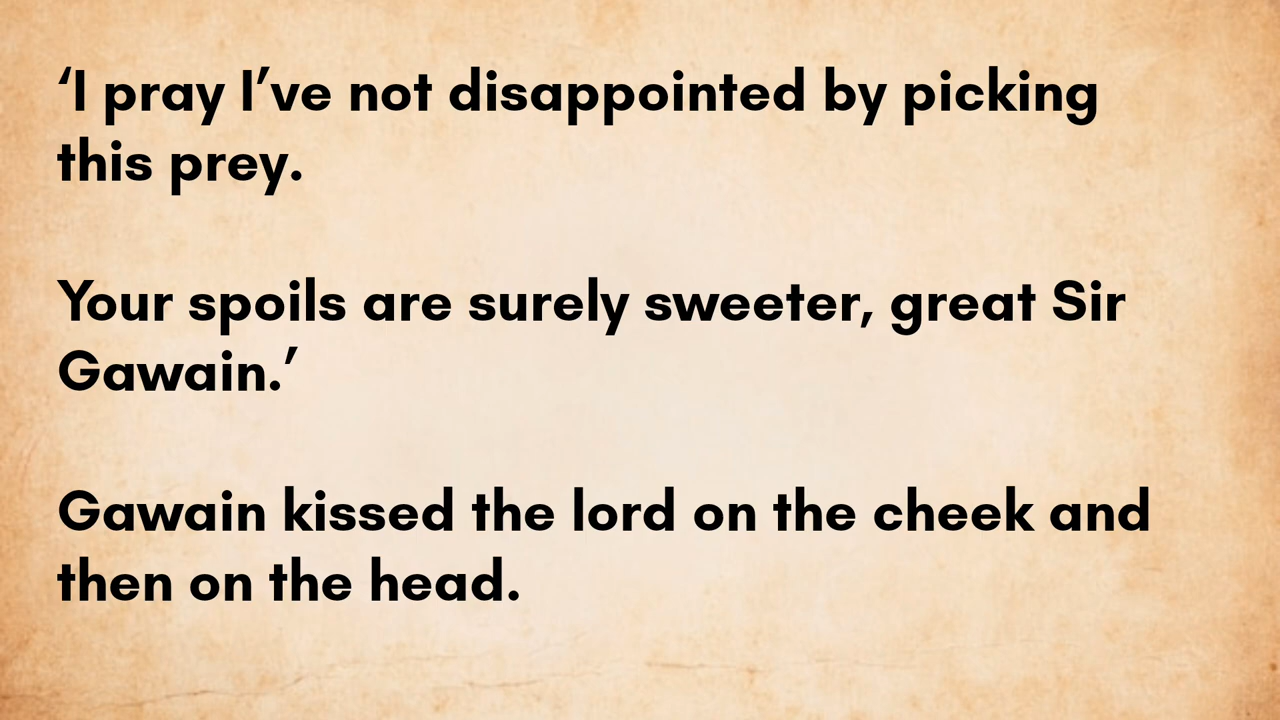 ‘I pray I’ve not disappointed by picking
this prey.
Your spoils are surely sweeter, great Sir
Gawain.’
Gawain kissed the lord on the cheek and
then on the head.